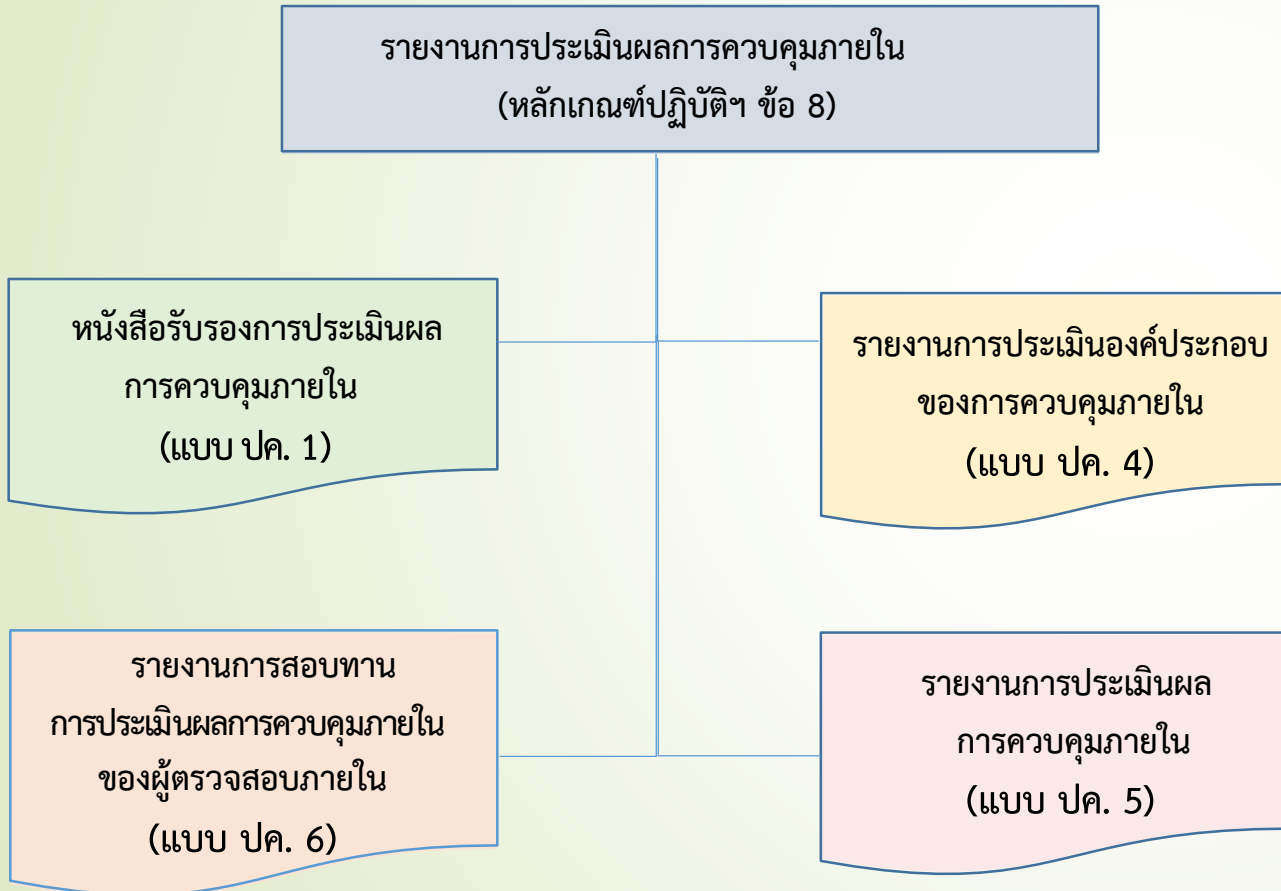 รายงานการประเมินผลการควบคุมภายใน
(หลักเกณฑ์ปฏิบัติฯ ข้อ 8)
หนังสือรับรองการประเมินผล
การควบคุมภายใน
(แบบ ปค. 1)
รายงานการประเมินองค์ประกอบ
ของการควบคุมภายใน
(แบบ ปค. 4)
รายงานการสอบทาน
การประเมินผลการควบคุมภายใน
ของผู้ตรวจสอบภายใน
(แบบ ปค. 6)
รายงานการประเมินผล
การควบคุมภายใน
(แบบ ปค. 5)